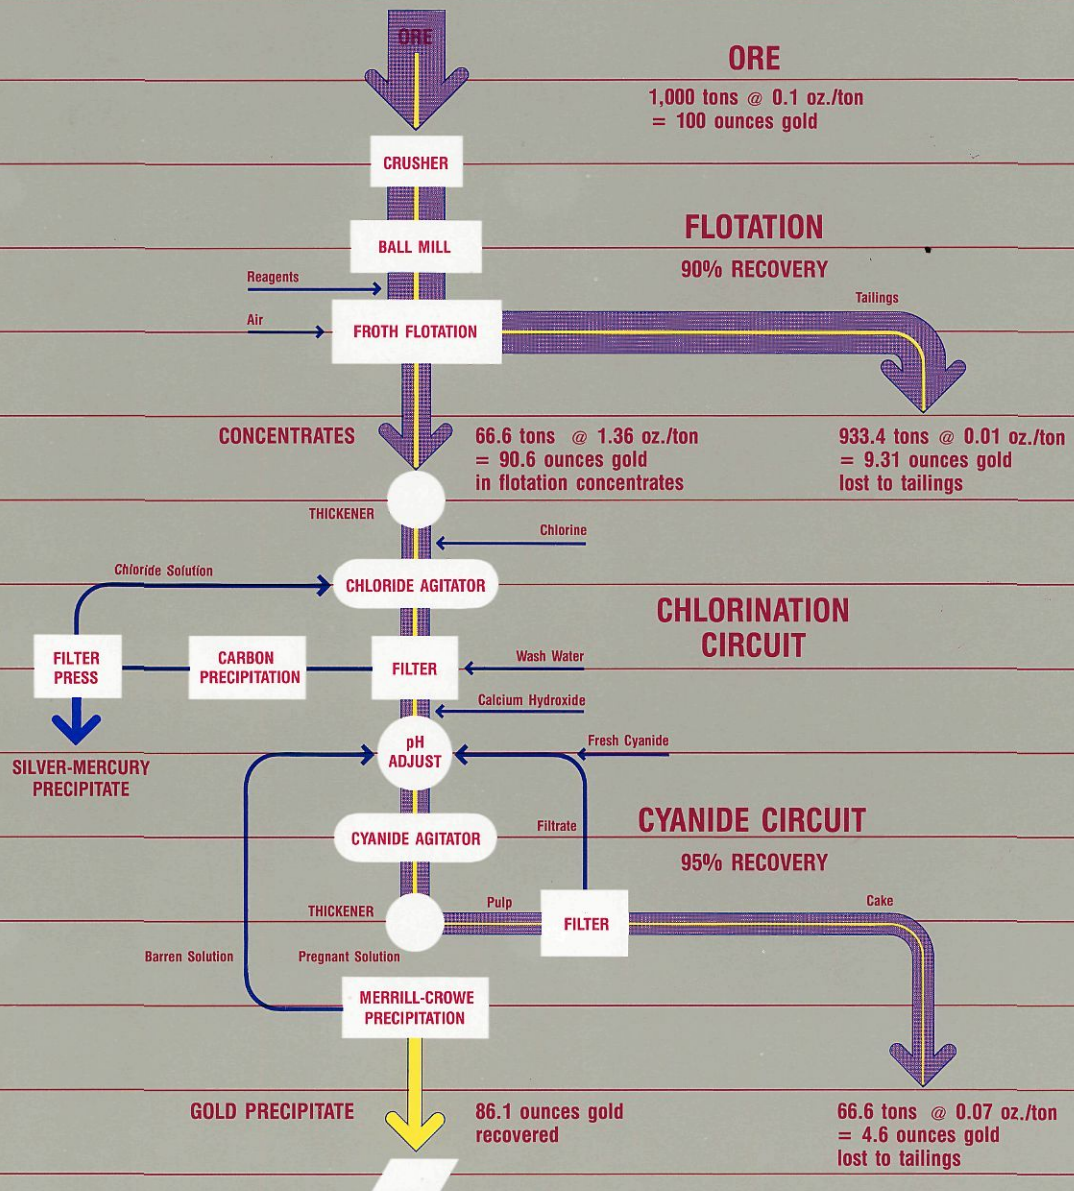 ORE
ORE
1,000 tons @ 0.1 oz./ton
= 100 ounces gold
CRUSHER
FLOTATION
90% RECOVERY
BALL MILL
Reagents
Air
FROTH FLOTATION
Tailings
CONCENTRATES
66.6 tons @ 1.36 oz./ton
= 90.6 ounces gold
in flotation concentrates
933.4 tons @ 0.01 oz./ton
= 9.31 ounces gold
lost to tailings
THICKENER
Chlorine
Chloride Solution
CHLORIDE AGITATOR
CHLORINATION
CIRCUIT
FILTER
PRESS
CARBON
PRECIPITATION
FILTER
Wash Water
Calcium Hydroxide
pH
ADJUST
Fresh Cyanide
SILVER-MERCURY
PRECIPITATE
CYANIDE AGITATOR
Filtrate
CYANIDE CIRCUIT
95% RECOVERY
THICKENER
Pulp
FILTER
Cake
Barren Solution
Pregnant Solution
MERRILL-CROWE
PRECIPITATION
GOLD PRECIPITATE
86.1 ounces gold
recovered
66.6 tons @ 0.07 oz./ton
= 4.6 ounces gold
lost to tailings